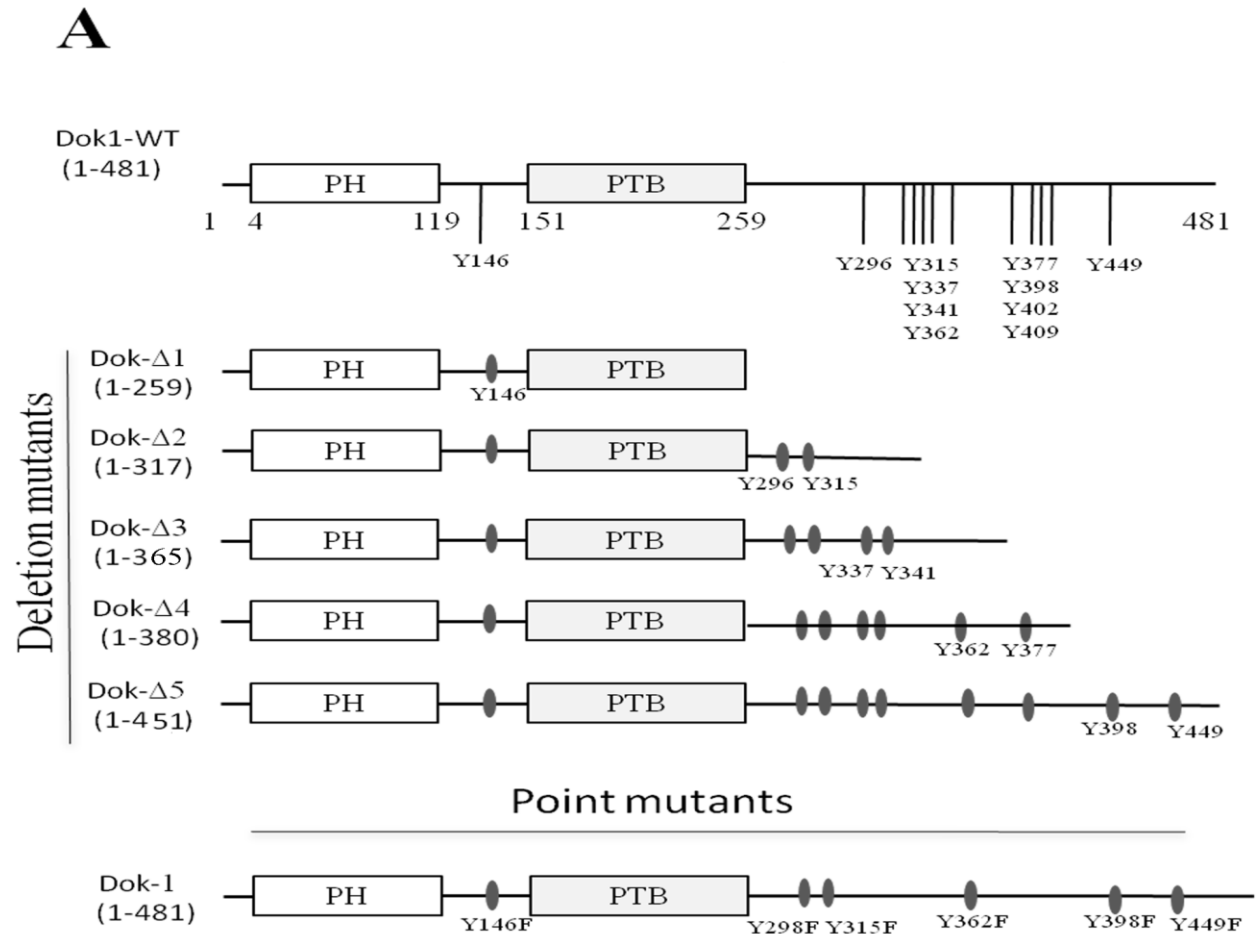 A
Dok1-WT
(1-481)
PH
PTB
1 4 119 151 259 481
Y146
Y296 Y315 Y377 Y449
Y337 Y398
Y341 Y402
Y362 Y409
Deletion mutants
Dok-Δ1
(1-259)
PH
PTB
Y146
Dok-Δ2
(1-317)
PH
PTB
Y296 Y315
Dok-Δ3
(1-365)
PH
PTB
Y337 Y341
Dok-Δ4
(1-380)
PH
PTB
Y362 Y377
Dok-Δ5
(1-451)
PH
PTB
Y398 Y449
Point mutants
Dok-1
(1-481)
PH
PTB
Y146F Y298F Y315F Y362F Y398F Y449F